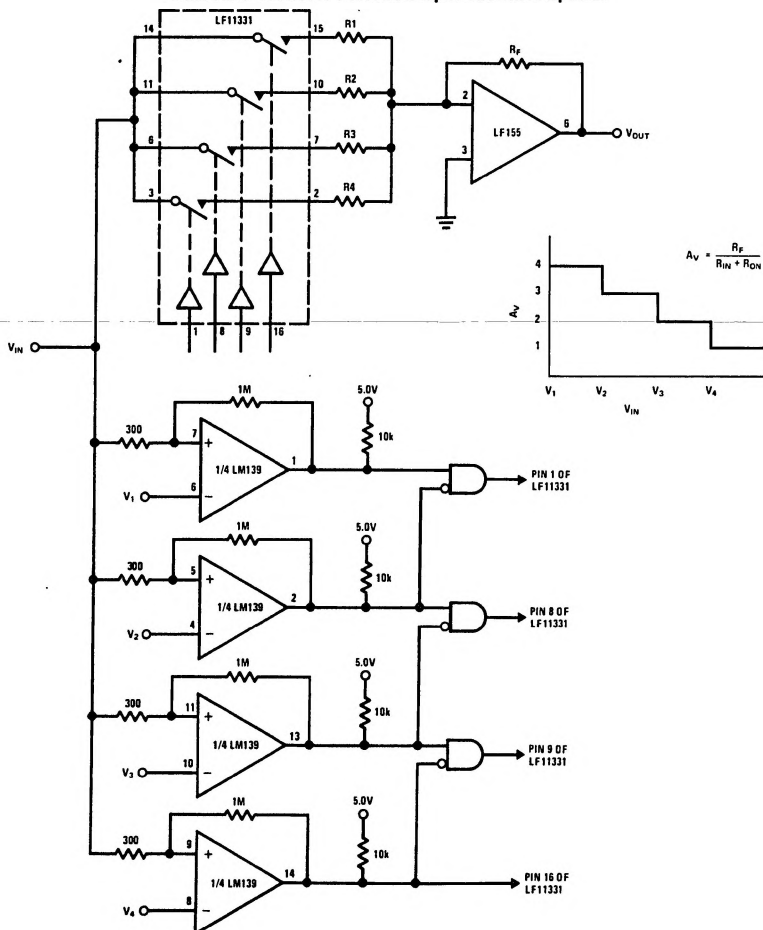 LF11331
14
15
R1
11
10
R2
6
7
R3
3
2
R4
1
8
9
16
RF
2
3
LF155
6
VOUT
AV = RF / (RIN + RON)
AV
4
3
2
1
V1
V2
V3
V4
VIN
VIN
1M
5.0V
10k
300
7
+
6
−
1/4 LM139
1
V1
PIN 1 OF
LF11331
1M
5.0V
10k
300
5
+
4
−
1/4 LM139
2
V2
PIN 8 OF
LF11331
1M
5.0V
10k
300
11
+
10
−
1/4 LM139
13
V3
PIN 9 OF
LF11331
1M
5.0V
10k
300
9
+
8
−
1/4 LM139
14
V4
PIN 16 OF
LF11331